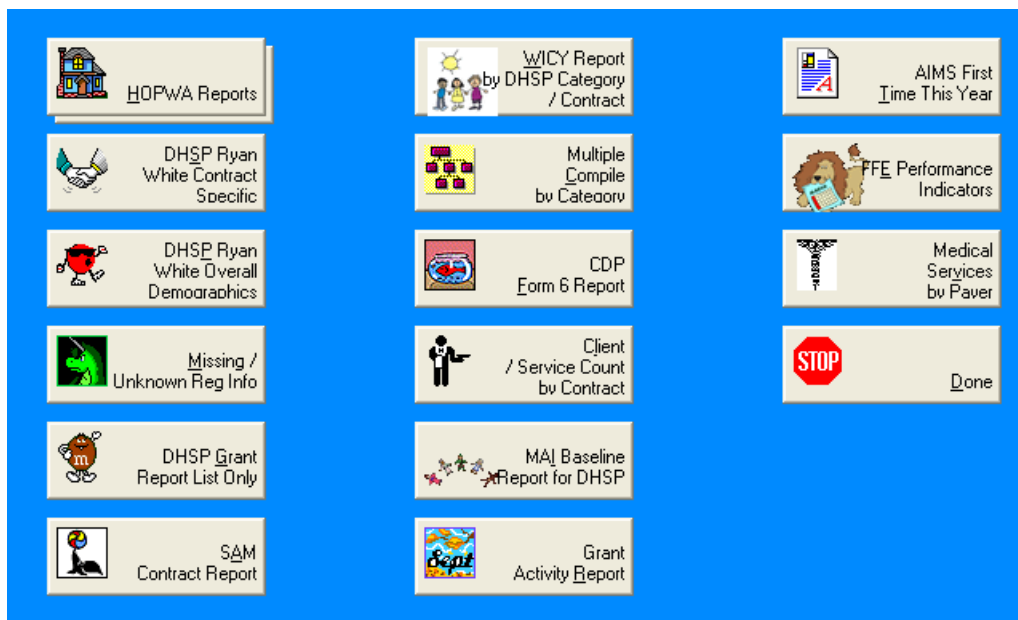 HOPWA Reports
DHSP Ryan
White Contract
Specific
DHSP Ryan
White Overall
Demographics
Missing /
Unknown Reg Info
m
DHSP Grant
Report List Only
SAM
Contract Report
WICY Report
by DHSP Category
/ Contract
Multiple
Compile
by Category
CDP
Form 6 Report
Client
/ Service Count
by Contract
MAI Baseline
Report for DHSP
Sept
Grant
Activity Report
A
AIMS First
Time This Year
FFE Performance
Indicators
Medical
Services
by Payer
STOP
Done